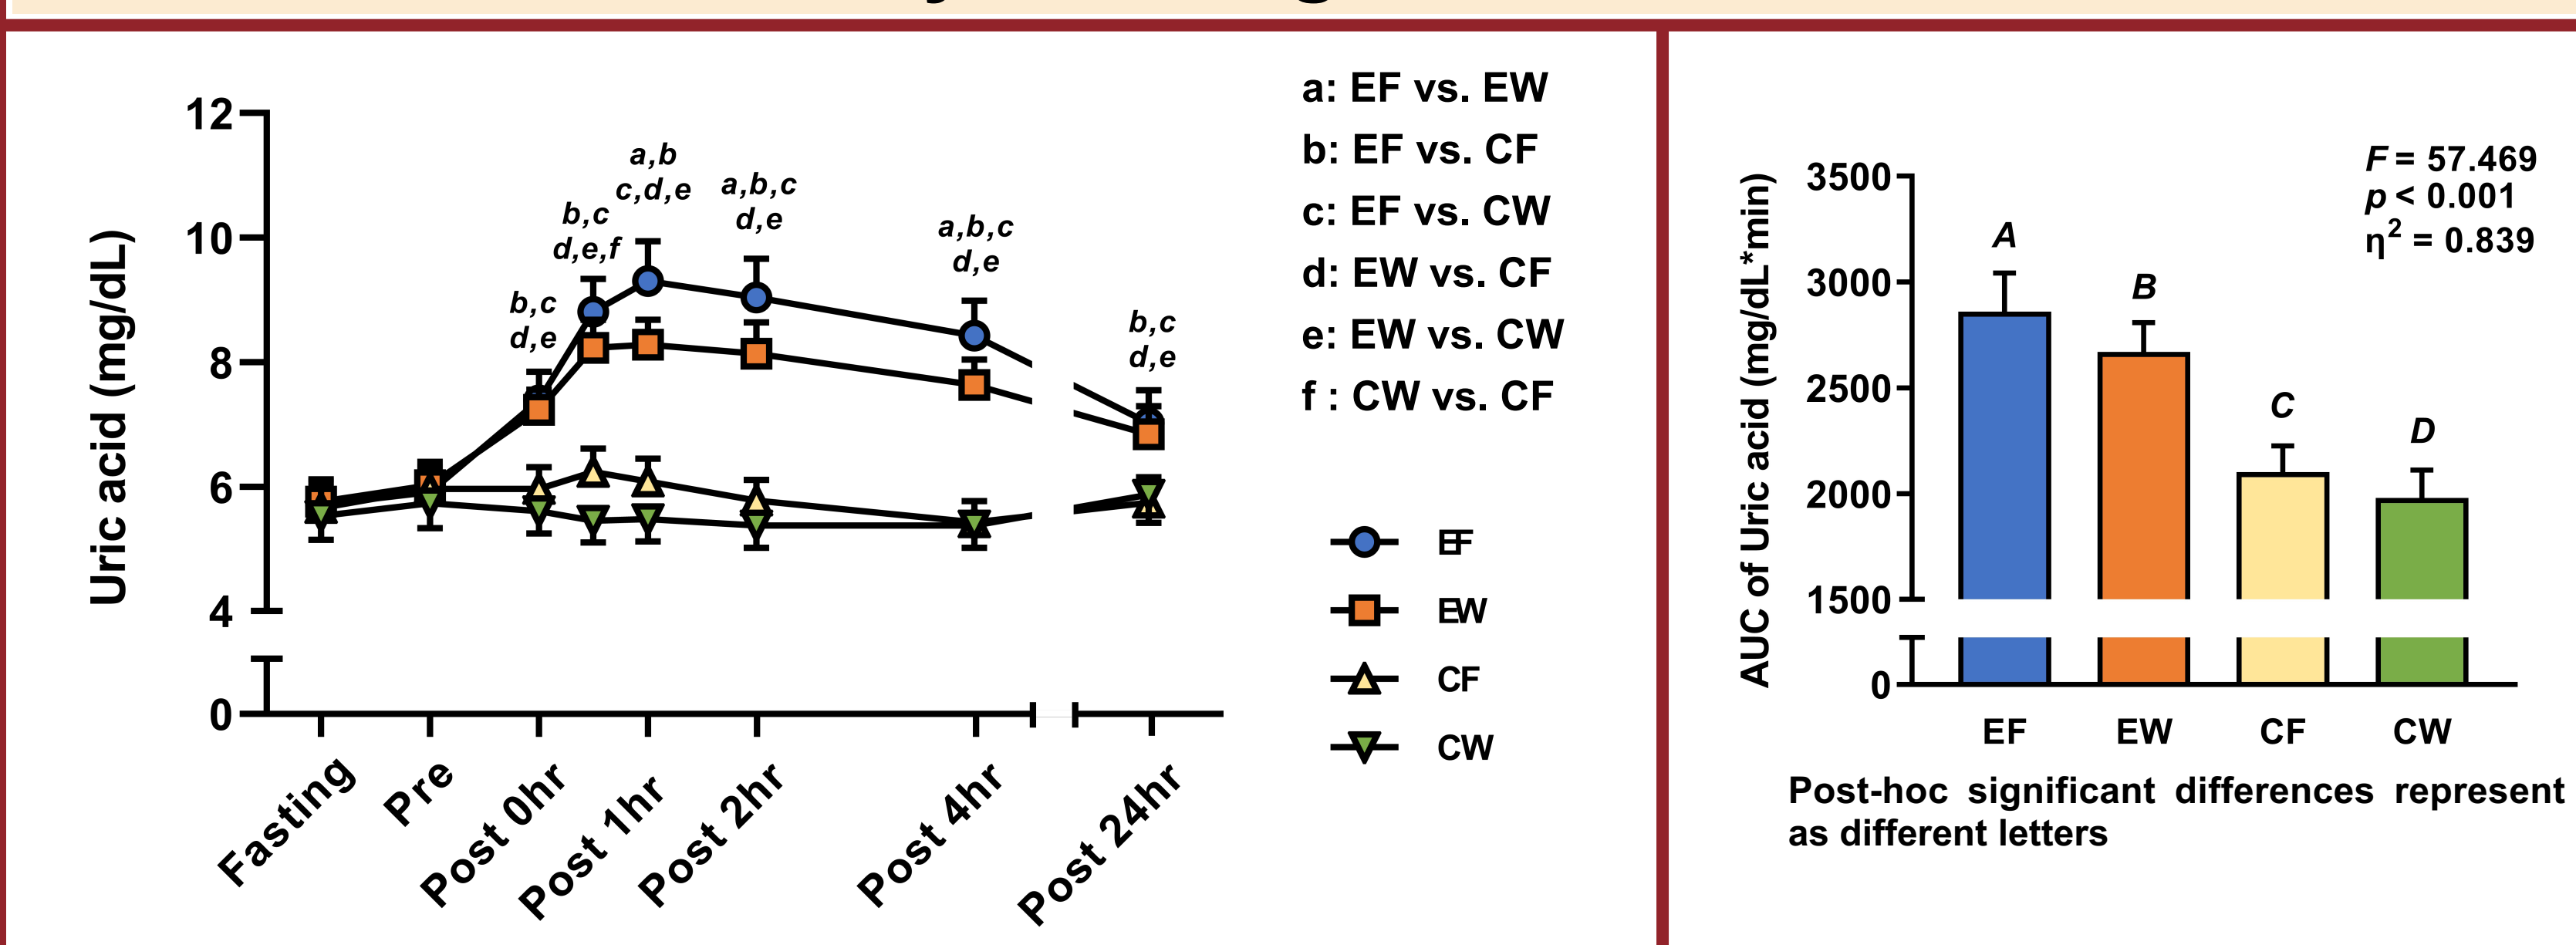 12
10
8
6
4
0
Uric acid (mg/dL)
b,c
d,e
b,c
d,e,f
a,b
c,d,e
a,b,c
d,e
a,b,c
d,e
b,c
d,e
Fasting
Pre
Post 0hr
Post 1hr
Post 2hr
Post 4hr
Post 24hr
a: EF vs. EW
b: EF vs. CF
c: EF vs. CW
d: EW vs. CF
e: EW vs. CW
f : CW vs. CF
EF
EW
CF
CW
AUC of Uric acid (mg/dL*min)
3500
3000
2500
2000
1500
0
A
B
C
D
F = 57.469
p < 0.001
η² = 0.839
EF
EW
CF
CW
Post-hoc significant differences represent
as different letters